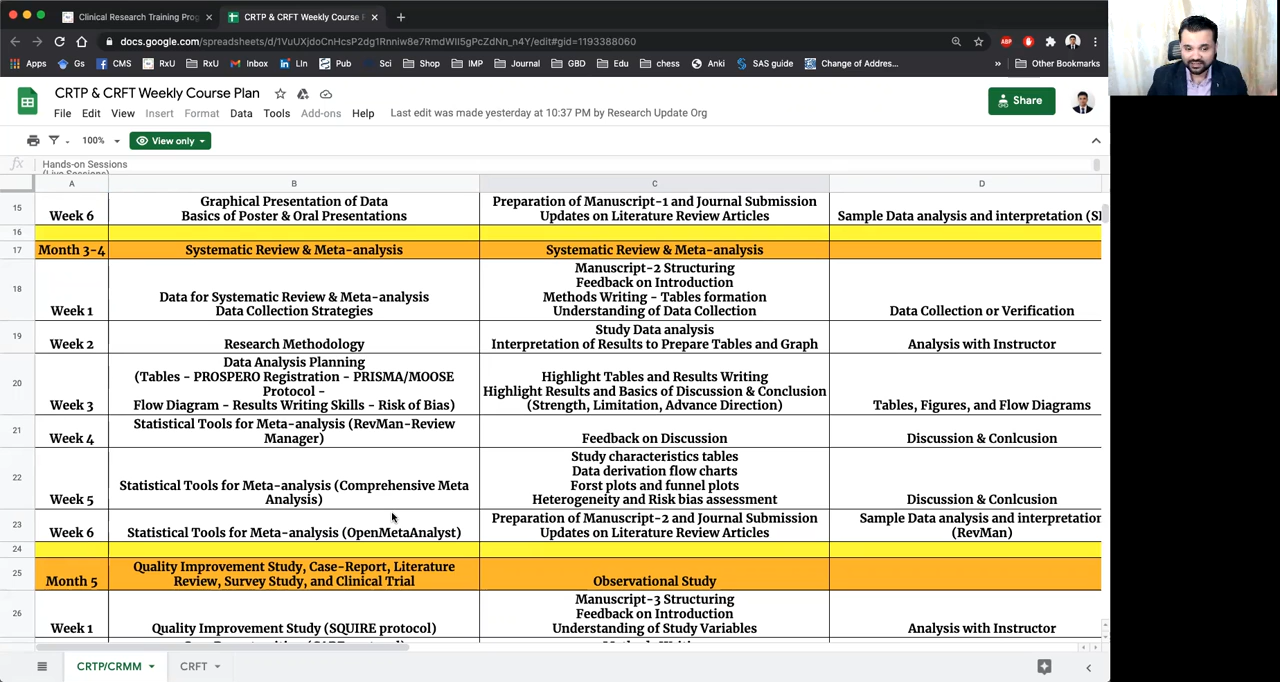 Clinical Research Training Prog
CRTP & CRFT Weekly Course
docs.google.com/spreadsheets/d/1VuUXjdoCnHcsP2dg1Rnniw8e7RmdWII5gPcZdNn_n4Y/edit#gid=1193388060
Apps Gs CMS RxU RxU Inbox LIn Pub Sci Shop IMP Journal GBD Edu chess Anki SAS guide Change of Addres... » Other Bookmarks
CRTP & CRFT Weekly Course Plan
Share
File Edit View Insert Format Data Tools Add-ons Help Last edit was made yesterday at 10:37 PM by Research Update Org
100% View only
fx Hands-on Sessions
(Live Sessions)
A B C D
15
Week 6
Graphical Presentation of Data
Basics of Poster & Oral Presentations
Preparation of Manuscript-1 and Journal Submission
Updates on Literature Review Articles
Sample Data analysis and interpretation (S
16
17 Month 3-4 Systematic Review & Meta-analysis Systematic Review & Meta-analysis
18
Week 1
Data for Systematic Review & Meta-analysis
Data Collection Strategies
Manuscript-2 Structuring
Feedback on Introduction
Methods Writing - Tables formation
Understanding of Data Collection
Data Collection or Verification
19
Week 2
Research Methodology
Study Data analysis
Interpretation of Results to Prepare Tables and Graph
Analysis with Instructor
20
Week 3
Data Analysis Planning
(Tables - PROSPERO Registration - PRISMA/MOOSE
Protocol -
Flow Diagram - Results Writing Skills - Risk of Bias)
Highlight Tables and Results Writing
Highlight Results and Basics of Discussion & Conclusion
(Strength, Limitation, Advance Direction)
Tables, Figures, and Flow Diagrams
21
Week 4
Statistical Tools for Meta-analysis (RevMan-Review
Manager)
Feedback on Discussion
Discussion & Conlcusion
22
Week 5
Statistical Tools for Meta-analysis (Comprehensive Meta
Analysis)
Study characteristics tables
Data derivation flow charts
Forst plots and funnel plots
Heterogeneity and Risk bias assessment
Discussion & Conlcusion
23
Week 6
Statistical Tools for Meta-analysis (OpenMetaAnalyst)
Preparation of Manuscript-2 and Journal Submission
Updates on Literature Review Articles
Sample Data analysis and interpretation
(RevMan)
24
25
Month 5
Quality Improvement Study, Case-Report, Literature
Review, Survey Study, and Clinical Trial
Observational Study
26
Week 1
Quality Improvement Study (SQUIRE protocol)
Manuscript-3 Structuring
Feedback on Introduction
Understanding of Study Variables
Analysis with Instructor
CRTP/CRMM CRFT